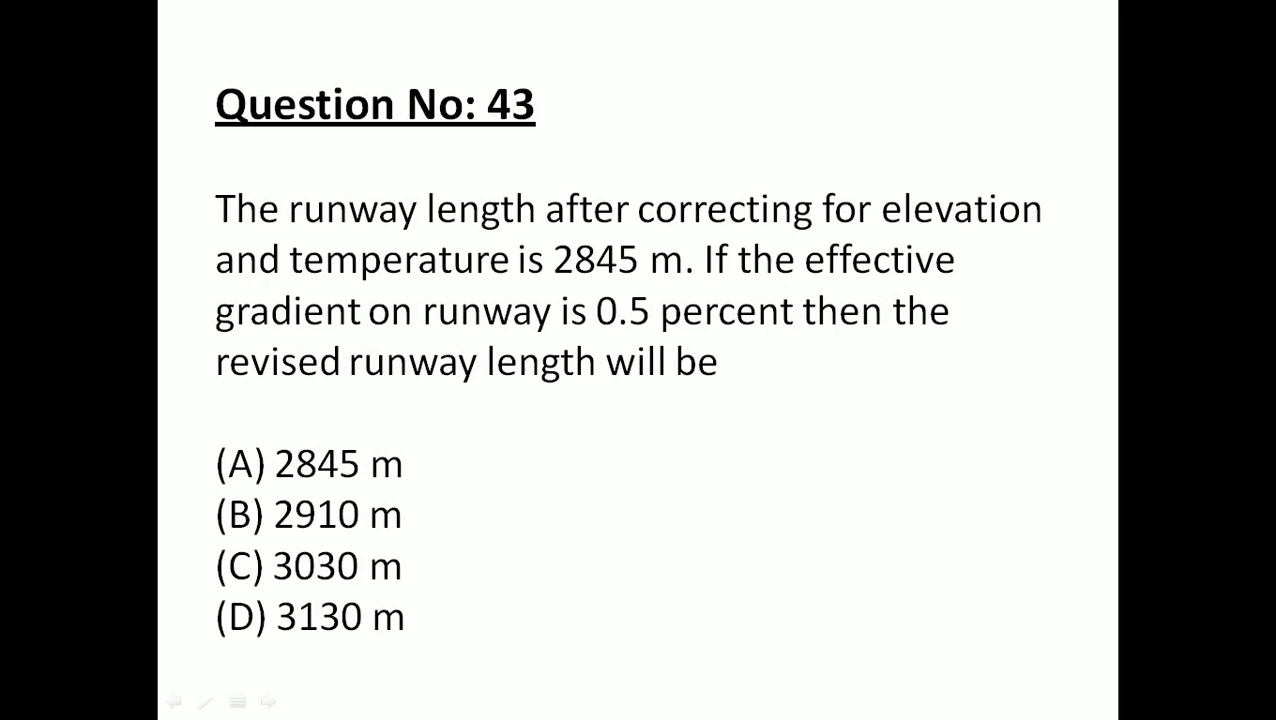 Question No: 43
The runway length after correcting for elevation
and temperature is 2845 m. If the effective
gradient on runway is 0.5 percent then the
revised runway length will be
(A) 2845 m
(B) 2910 m
(C) 3030 m
(D) 3130 m